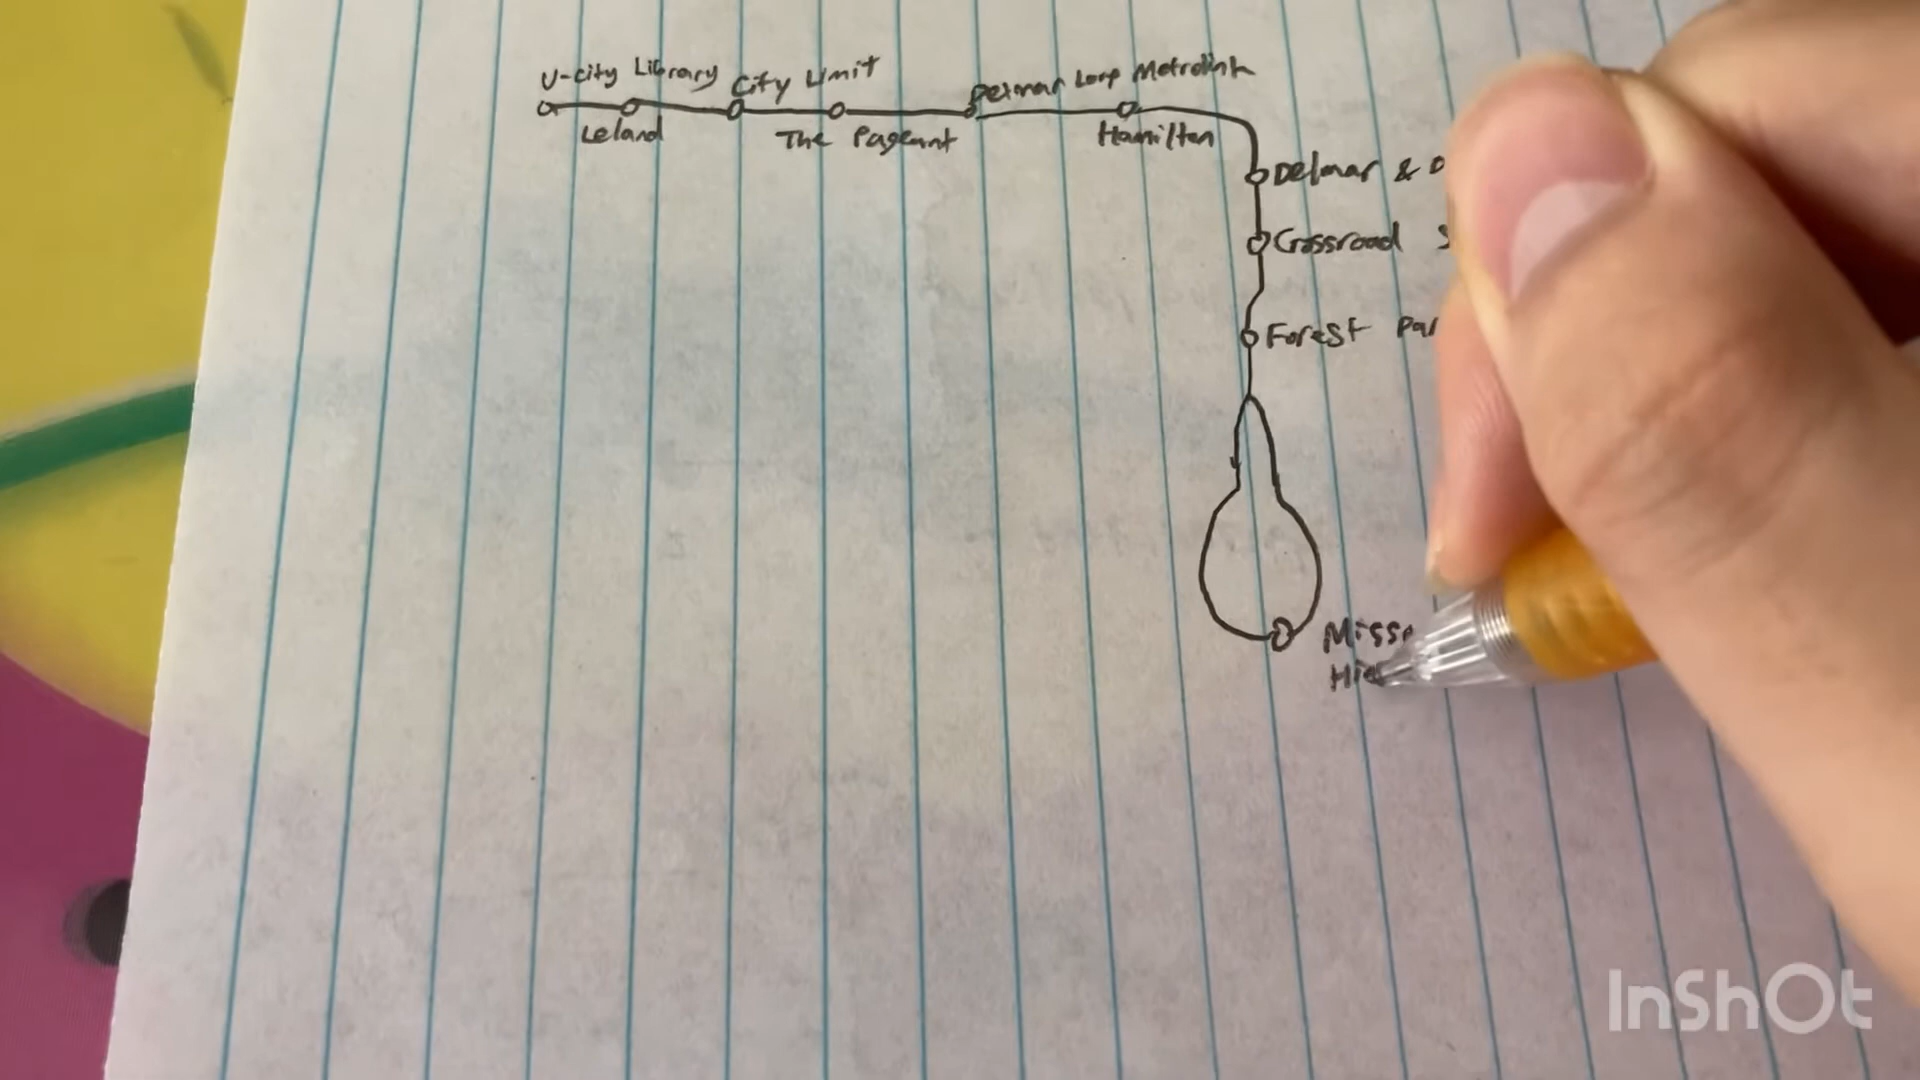 U-city Library
City Limit
Delmar Loop Metrolink
Leland
The Pageant
Hamilton
Delmar &
Crossroad
Forest
InShOt